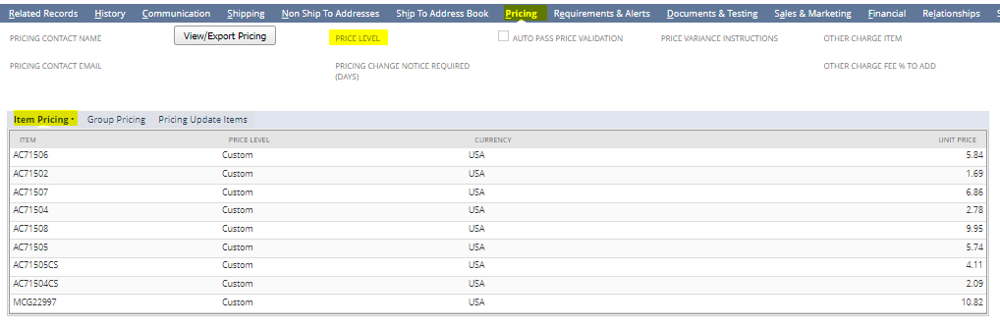 Related Records History Communication Shipping Non Ship To Addresses Ship To Address Book Pricing Requirements & Alerts Documents & Testing Sales & Marketing Financial Relationships
PRICING CONTACT NAME View/Export Pricing PRICE LEVEL AUTO PASS PRICE VALIDATION PRICE VARIANCE INSTRUCTIONS OTHER CHARGE ITEM
PRICING CONTACT EMAIL PRICING CHANGE NOTICE REQUIRED OTHER CHARGE FEE % TO ADD
(DAYS)
Item Pricing • Group Pricing Pricing Update Items
ITEM PRICE LEVEL CURRENCY UNIT PRICE
AC71506 Custom USA 5.84
AC71502 Custom USA 1.69
AC71507 Custom USA 6.86
AC71504 Custom USA 2.78
AC71508 Custom USA 9.95
AC71505 Custom USA 5.74
AC71505CS Custom USA 4.11
AC71504CS Custom USA 2.09
MCG22997 Custom USA 10.82